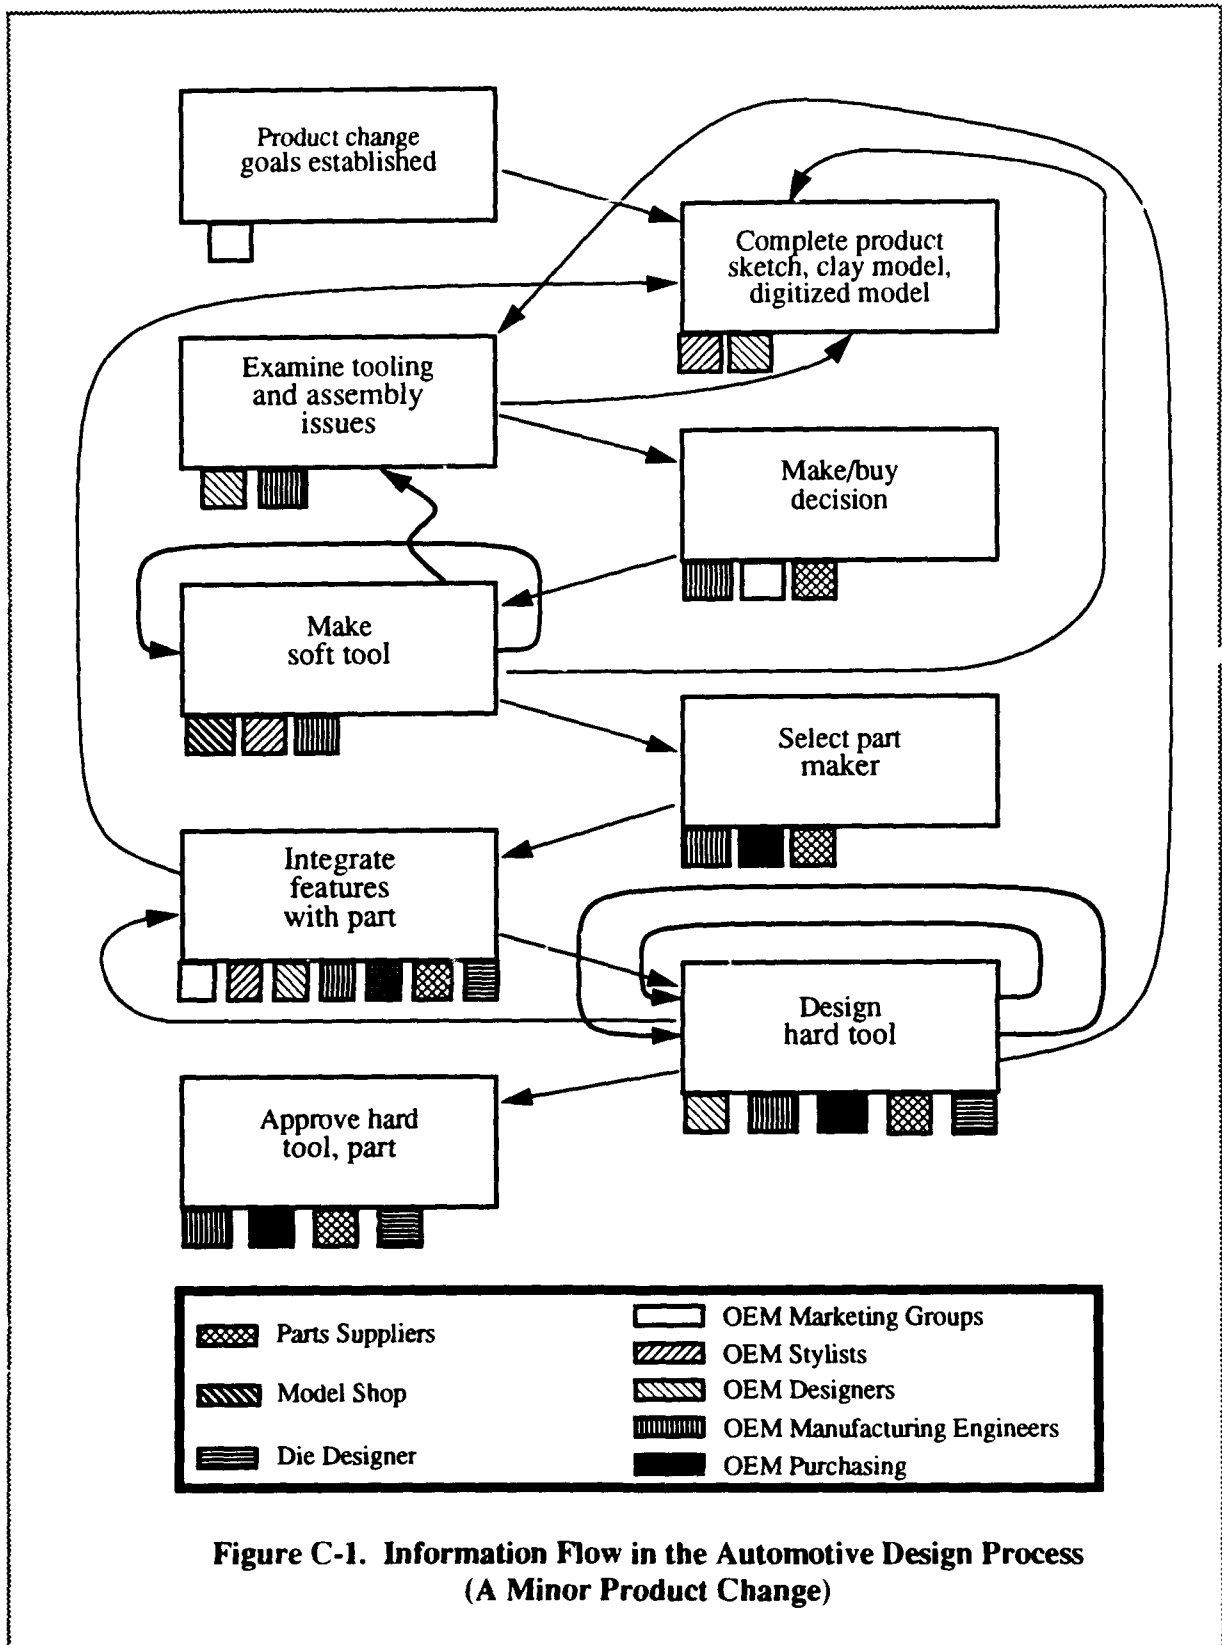 Product change
goals established
Complete product
sketch, clay model,
digitized model
Examine tooling
and assembly
issues
Make/buy
decision
Make
soft tool
Select part
maker
Integrate
features
with part
Design
hard tool
Approve hard
tool, part
Parts Suppliers
Model Shop
Die Designer
OEM Marketing Groups
OEM Stylists
OEM Designers
OEM Manufacturing Engineers
OEM Purchasing
Figure C-1. Information Flow in the Automotive Design Process
(A Minor Product Change)